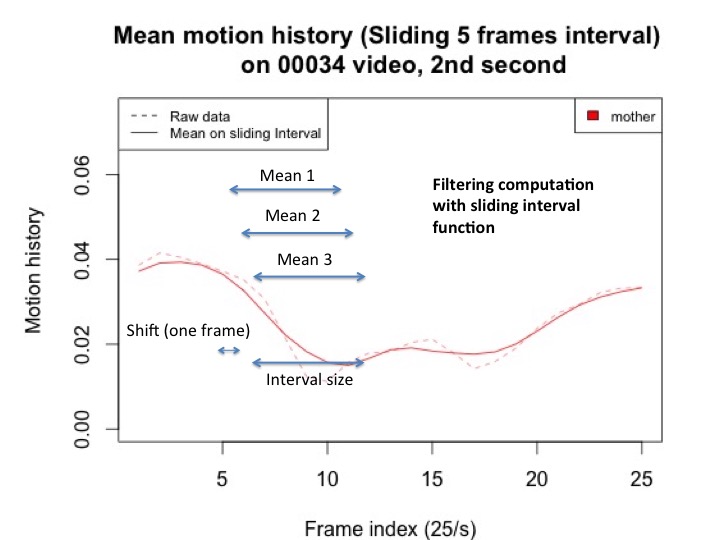 Mean motion history (Sliding 5 frames interval)
on 00034 video, 2nd second
Raw data
Mean on sliding Interval
mother
Mean 1
Mean 2
Mean 3
Filtering computation
with sliding interval
function
Shift (one frame)
Interval size
Motion history
0.06
0.04
0.02
0.00
5 10 15 20 25
Frame index (25/s)